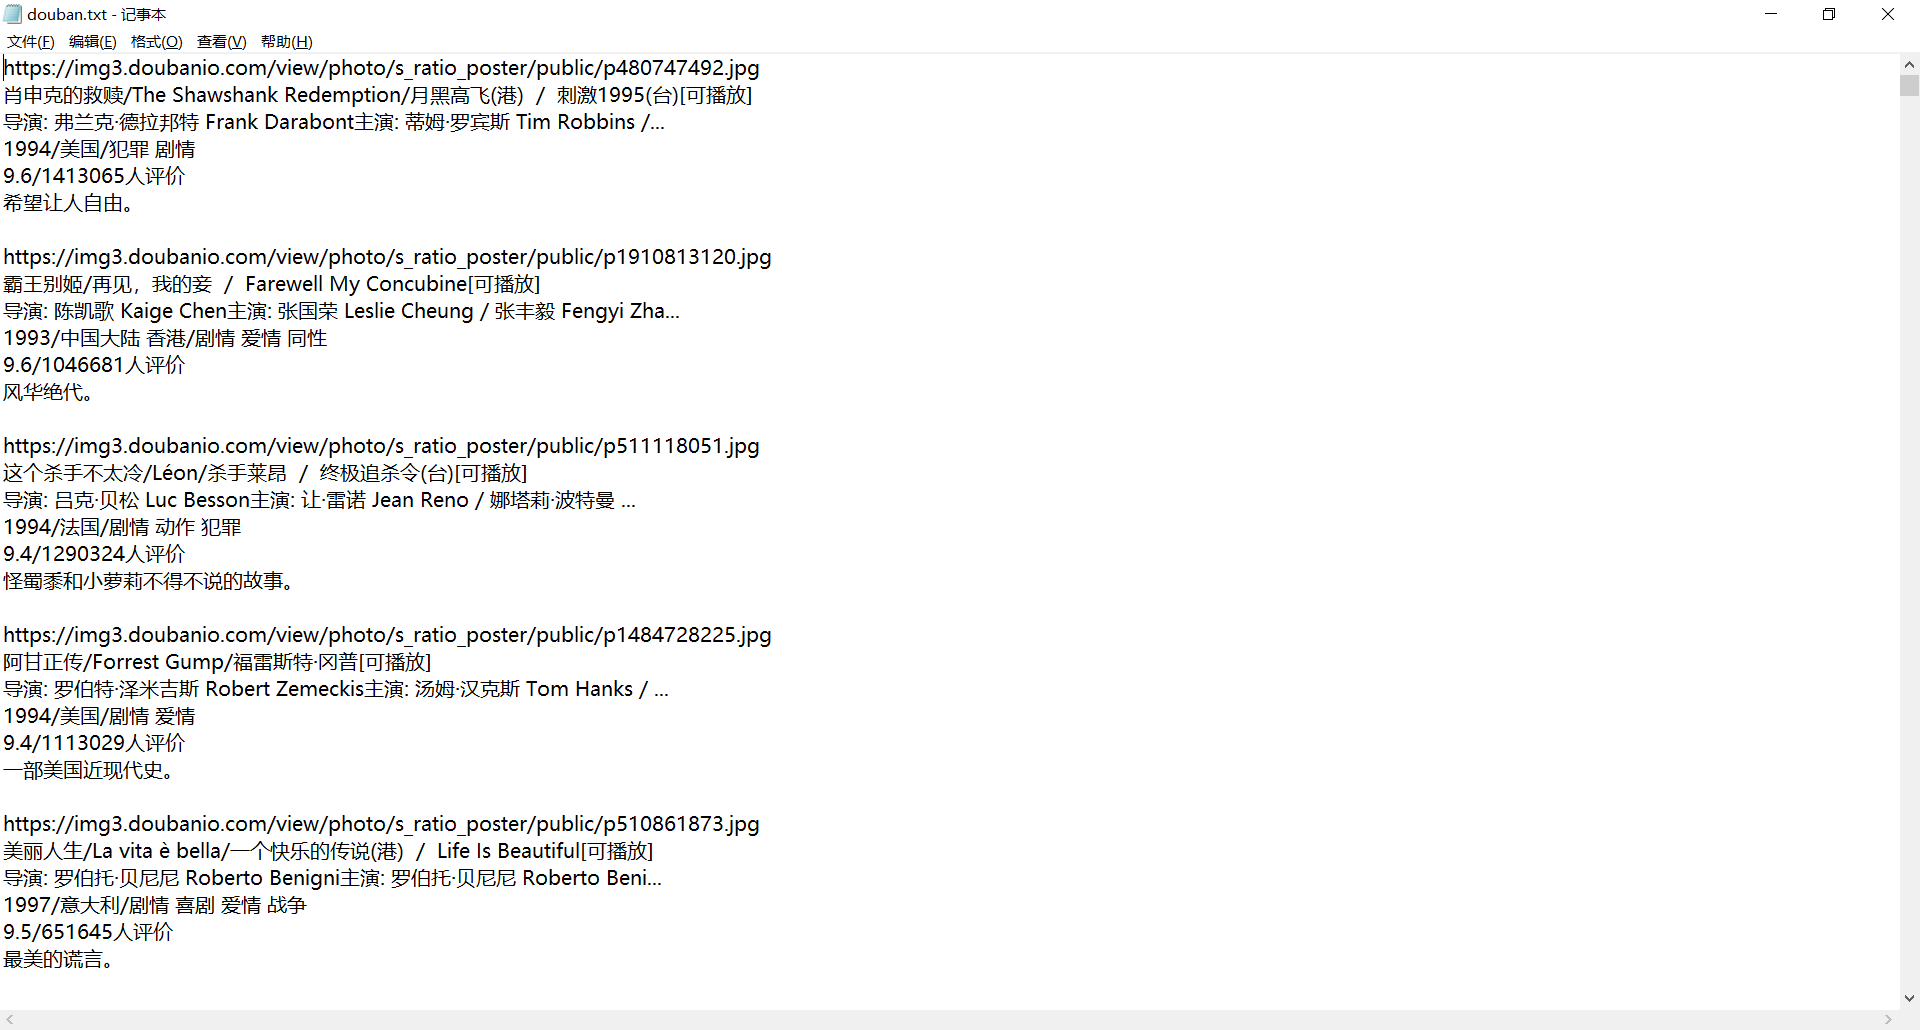 douban.txt - 记事本
文件(F) 编辑(E) 格式(O) 查看(V) 帮助(H)
https://img3.doubanio.com/view/photo/s_ratio_poster/public/p480747492.jpg
肖申克的救赎/The Shawshank Redemption/月黑高飞(港)  /  刺激1995(台)[可播放]
导演: 弗兰克·德拉邦特 Frank Darabont主演: 蒂姆·罗宾斯 Tim Robbins /...
1994/美国/犯罪 剧情
9.6/1413065人评价
希望让人自由。
https://img3.doubanio.com/view/photo/s_ratio_poster/public/p1910813120.jpg
霸王别姬/再见，我的妾  /  Farewell My Concubine[可播放]
导演: 陈凯歌 Kaige Chen主演: 张国荣 Leslie Cheung / 张丰毅 Fengyi Zha...
1993/中国大陆 香港/剧情 爱情 同性
9.6/1046681人评价
风华绝代。
https://img3.doubanio.com/view/photo/s_ratio_poster/public/p511118051.jpg
这个杀手不太冷/Léon/杀手莱昂  /  终极追杀令(台)[可播放]
导演: 吕克·贝松 Luc Besson主演: 让·雷诺 Jean Reno / 娜塔莉·波特曼 ...
1994/法国/剧情 动作 犯罪
9.4/1290324人评价
怪蜀黍和小萝莉不得不说的故事。
https://img3.doubanio.com/view/photo/s_ratio_poster/public/p1484728225.jpg
阿甘正传/Forrest Gump/福雷斯特·冈普[可播放]
导演: 罗伯特·泽米吉斯 Robert Zemeckis主演: 汤姆·汉克斯 Tom Hanks / ...
1994/美国/剧情 爱情
9.4/1113029人评价
一部美国近现代史。
https://img3.doubanio.com/view/photo/s_ratio_poster/public/p510861873.jpg
美丽人生/La vita è bella/一个快乐的传说(港)  /  Life Is Beautiful[可播放]
导演: 罗伯托·贝尼尼 Roberto Benigni主演: 罗伯托·贝尼尼 Roberto Beni...
1997/意大利/剧情 喜剧 爱情 战争
9.5/651645人评价
最美的谎言。